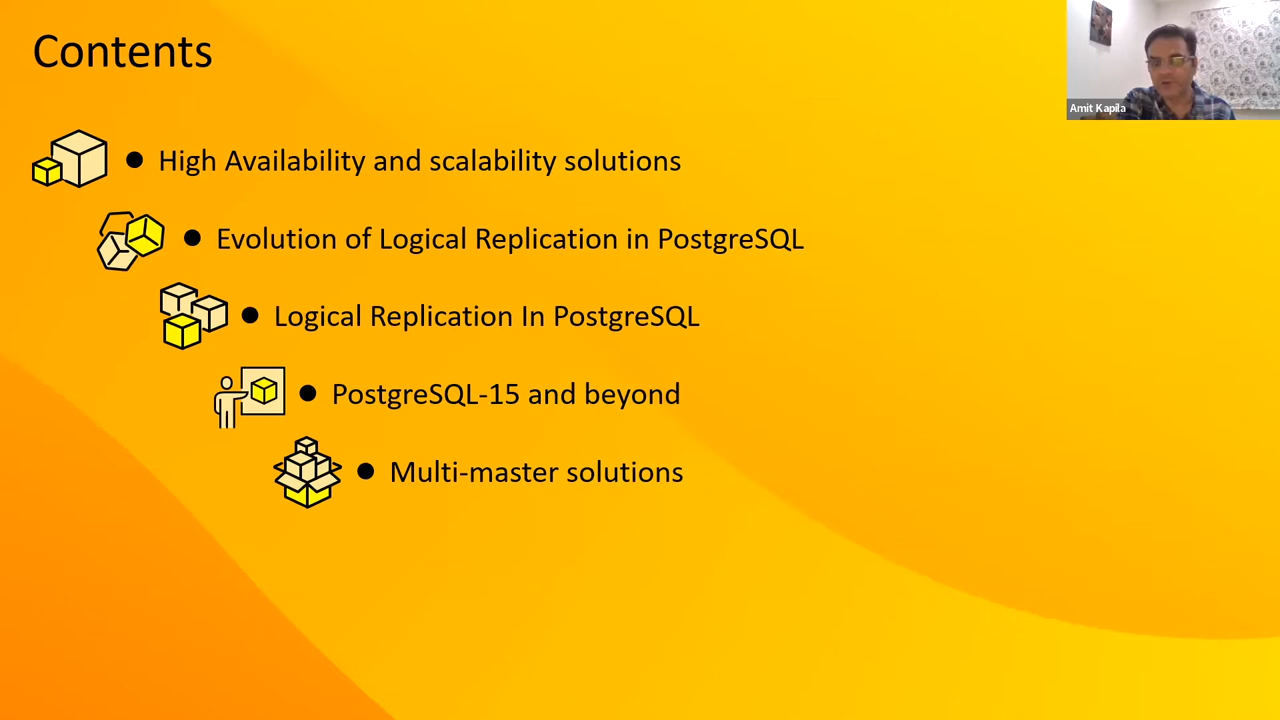 Contents
Amit Kapila
● High Availability and scalability solutions
● Evolution of Logical Replication in PostgreSQL
● Logical Replication In PostgreSQL
● PostgreSQL-15 and beyond
● Multi-master solutions